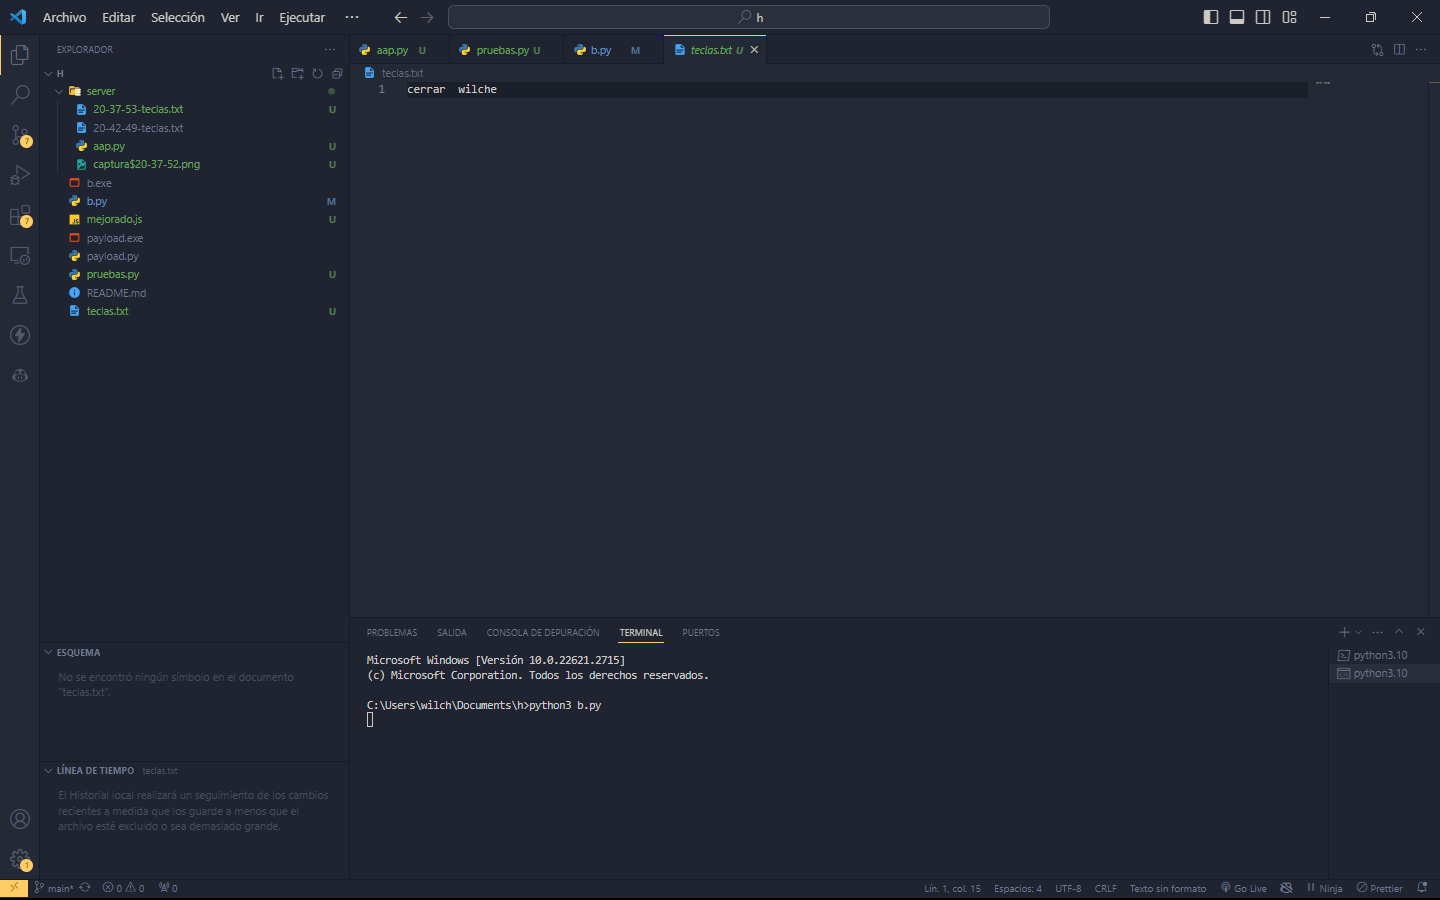 Archivo Editar Selección Ver Ir Ejecutar ··· h
EXPLORADOR ···
H
server
20-37-53-teclas.txt U
20-42-49-teclas.txt
aap.py U
captura$20-37-52.png U
b.exe
b.py M
mejorado.js U
payload.exe
payload.py
pruebas.py U
README.md
teclas.txt U
7
7
1
aap.py U pruebas.py U b.py M teclas.txt U
teclas.txt
1 cerrar  wilche
ESQUEMA
No se encontró ningún símbolo en el documento
"teclas.txt".
LÍNEA DE TIEMPO teclas.txt
El Historial local realizará un seguimiento de los cambios
recientes a medida que los guarde a menos que el
archivo esté excluido o sea demasiado grande.
PROBLEMAS SALIDA CONSOLA DE DEPURACIÓN TERMINAL PUERTOS
Microsoft Windows [Versión 10.0.22621.2715]
(c) Microsoft Corporation. Todos los derechos reservados.
C:\Users\wilch\Documents\h>python3 b.py
python3.10
python3.10
main* 0 0 0 Lín. 1, col. 15 Espacios: 4 UTF-8 CRLF Texto sin formato Go Live Ninja Prettier